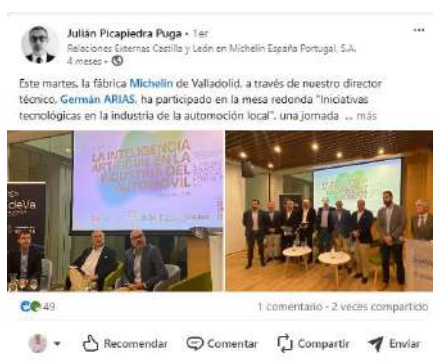 Julián Picapiedra Puga • 1er
Relaciones Externas Castilla y León en Michelin España Portugal, S.A.
4 meses •
Este martes, la fábrica Michelin de Valladolid, a través de nuestro director
técnico, Germán ARIAS, ha participado en la mesa redonda "Iniciativas
tecnológicas en la industria de la automoción local", una jornada ... más
LA INTELIGENCIA
ARTIFICIAL EN LA
INDUSTRIA DEL
AUTOMÓVIL
49
1 comentario • 2 veces compartido
Recomendar
Comentar
Compartir
Enviar